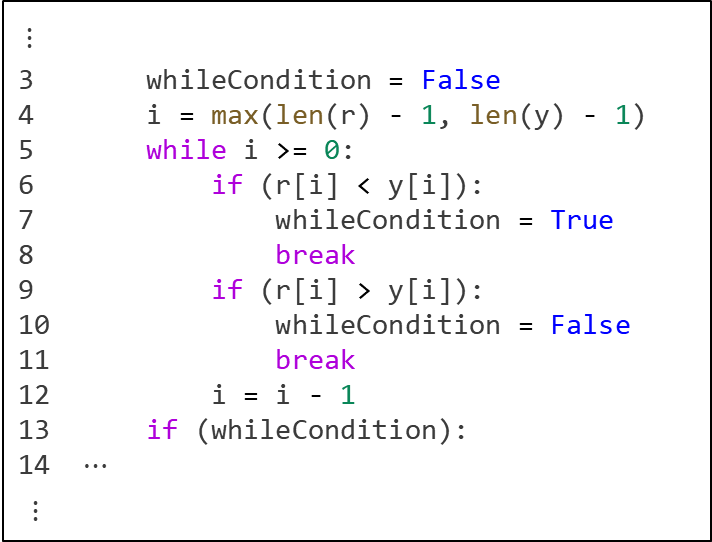 ⋮
3 whileCondition = False
4 i = max(len(r) - 1, len(y) - 1)
5 while i >= 0:
6 if (r[i] < y[i]):
7 whileCondition = True
8 break
9 if (r[i] > y[i]):
10 whileCondition = False
11 break
12 i = i - 1
13 if (whileCondition):
14 ⋯
⋮